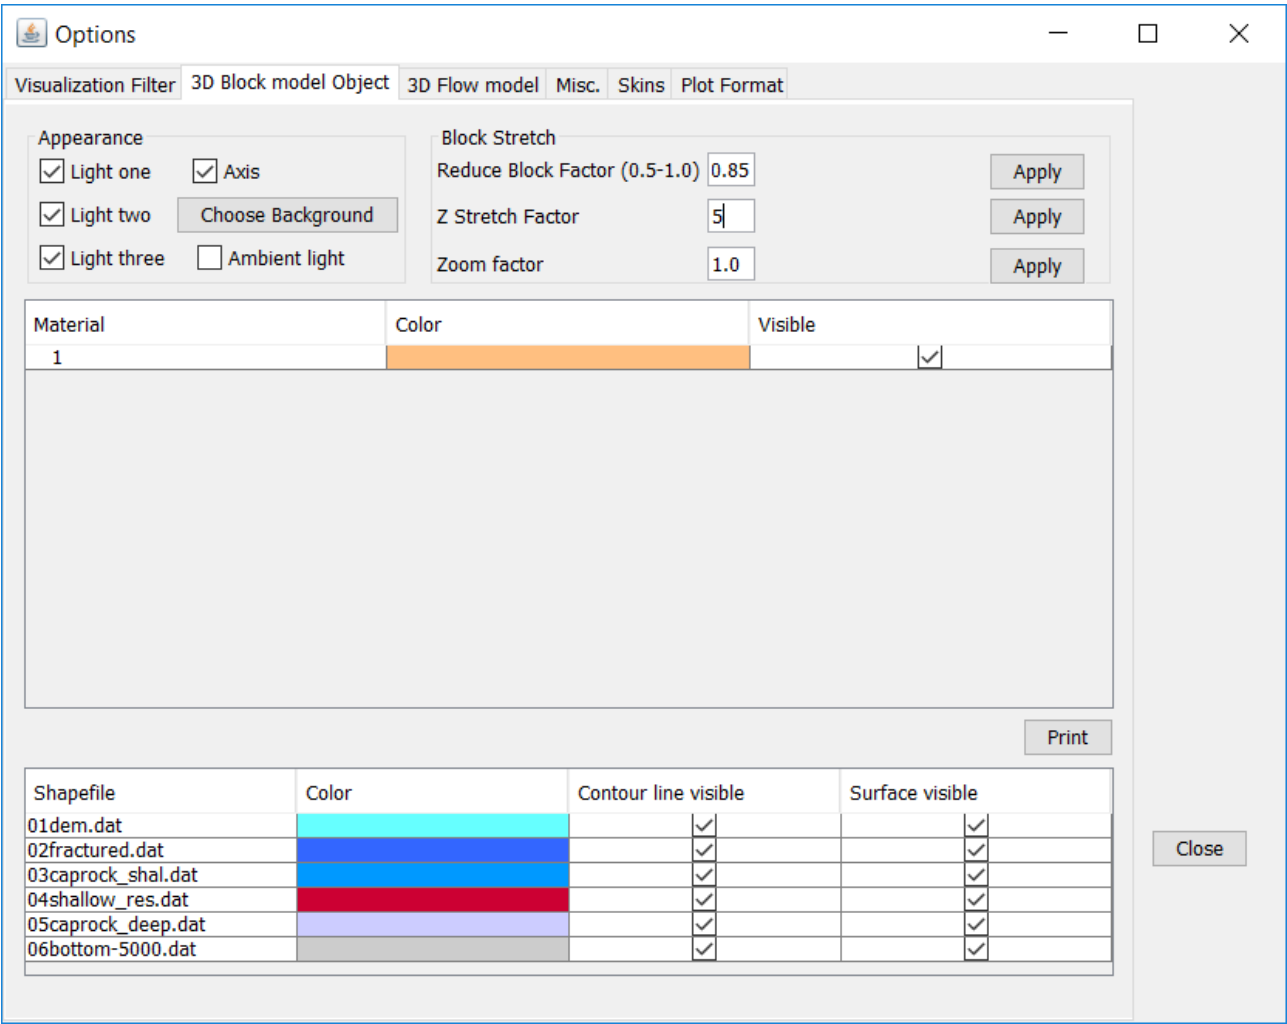 Options
Visualization Filter 3D Block model Object 3D Flow model Misc. Skins Plot Format
Appearance
Light one Axis
Light two Choose Background
Light three Ambient light
Block Stretch
Reduce Block Factor (0.5-1.0) 0.85 Apply
Z Stretch Factor 5 Apply
Zoom factor 1.0 Apply
Material Color Visible
1
Print
Shapefile Color Contour line visible Surface visible
01dem.dat
02fractured.dat
03caprock_shal.dat
04shallow_res.dat
05caprock_deep.dat
06bottom-5000.dat
Close